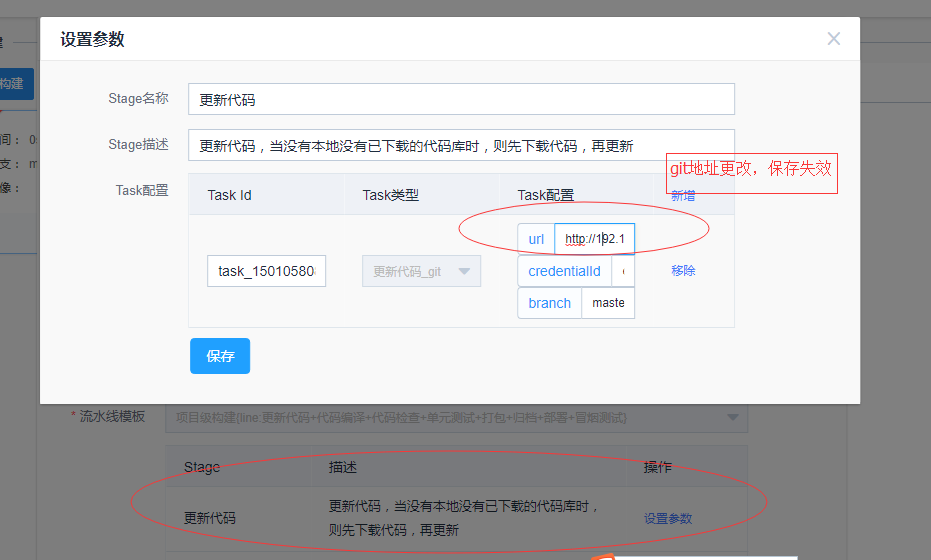 设置参数
构建
Stage名称
更新代码
间： 0
Stage描述
更新代码，当没有本地没有已下载的代码库时，则先下载代码，再更新
支： m
git地址更改，保存失效
像：
Task配置
Task Id
Task类型
Task配置
新增
url
http://192.1
task_150105808
更新代码_git
credentialId
移除
branch
maste
保存
* 流水线模板
项目级构建{line:更新代码+代码编译+代码检查+单元测试+打包+归档+部署+冒烟测试}
Stage
描述
操作
更新代码
更新代码，当没有本地没有已下载的代码库时，
则先下载代码，再更新
设置参数